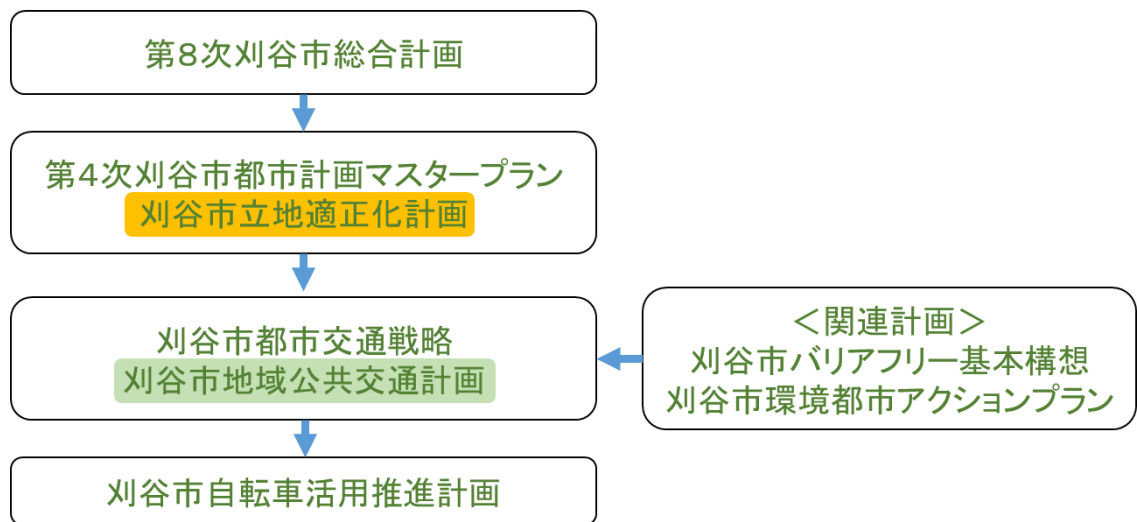 第8次刈谷市総合計画
第4次刈谷市都市計画マスタープラン
刈谷市立地適正化計画
刈谷市都市交通戦略
刈谷市地域公共交通計画
＜関連計画＞
刈谷市バリアフリー基本構想
刈谷市環境都市アクションプラン
刈谷市自転車活用推進計画